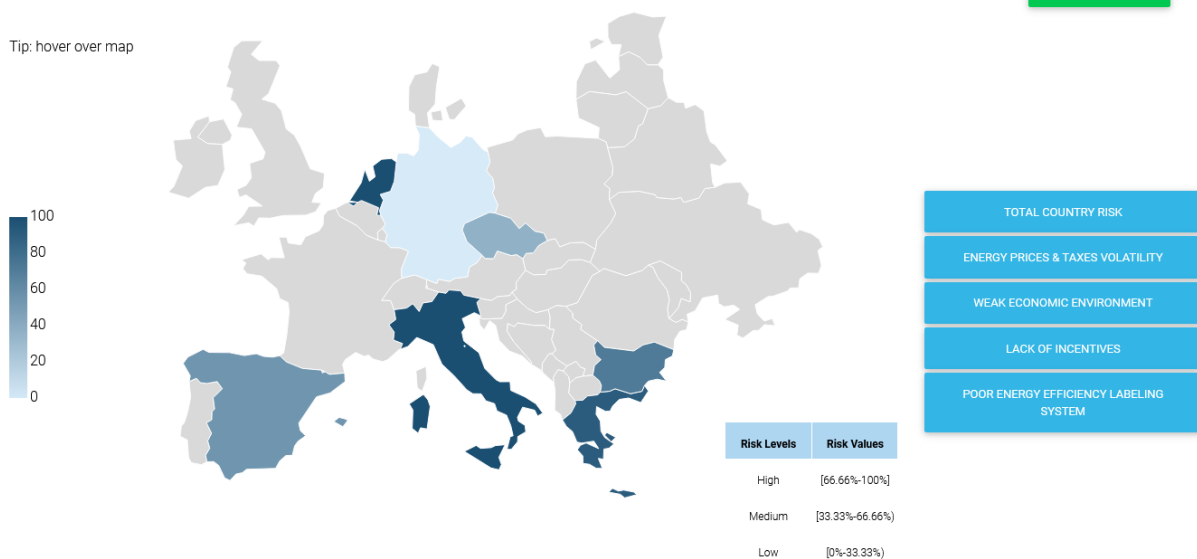 Tip: hover over map
100
80
60
40
20
0
TOTAL COUNTRY RISK
ENERGY PRICES & TAXES VOLATILITY
WEAK ECONOMIC ENVIRONMENT
LACK OF INCENTIVES
POOR ENERGY EFFICIENCY LABELING
SYSTEM
Risk Levels Risk Values
High [66.66%-100%]
Medium [33.33%-66.66%)
Low [0%-33.33%)